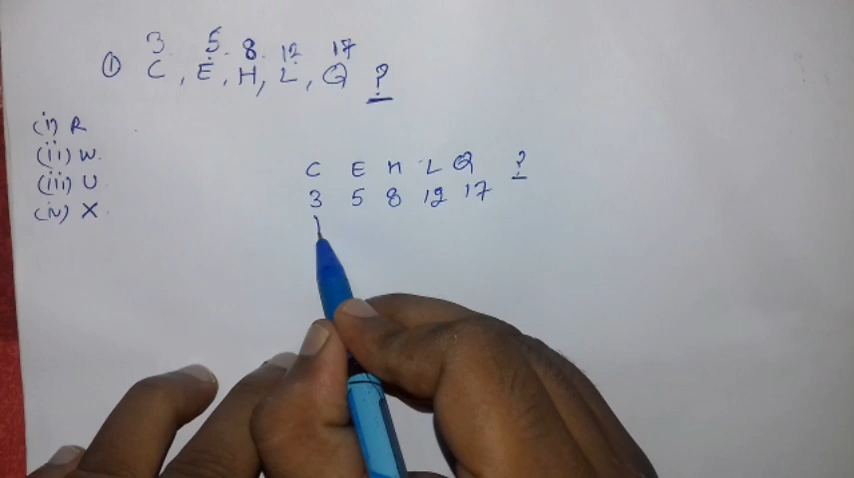 3 5 8 12 17
① C, E, H, L, Q ?
(i) R
(ii) W
(iii) U
(iv) X
C E H L Q ?
3 5 8 12 17